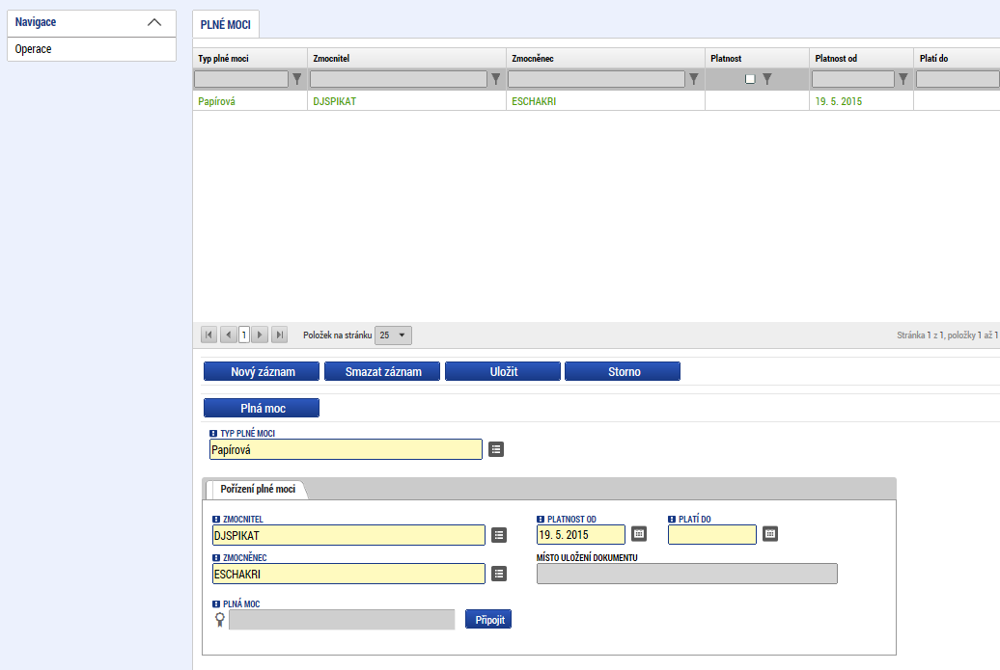 Navigace
Operace
PLNÉ MOCI
Typ plné moci Zmocnitel Zmocněnec Platnost Platnost od Platí do
Papírová DJSPIKAT ESCHAKRI 19. 5. 2015
1 Položek na stránku 25 Stránka 1 z 1, položky 1 až 1
Nový záznam Smazat záznam Uložit Storno
Plná moc
TYP PLNÉ MOCI
Papírová
Pořízení plné moci
ZMOCNITEL PLATNOST OD PLATÍ DO
DJSPIKAT 19. 5. 2015
ZMOCNĚNEC MÍSTO ULOŽENÍ DOKUMENTU
ESCHAKRI
PLNÁ MOC
Připojit